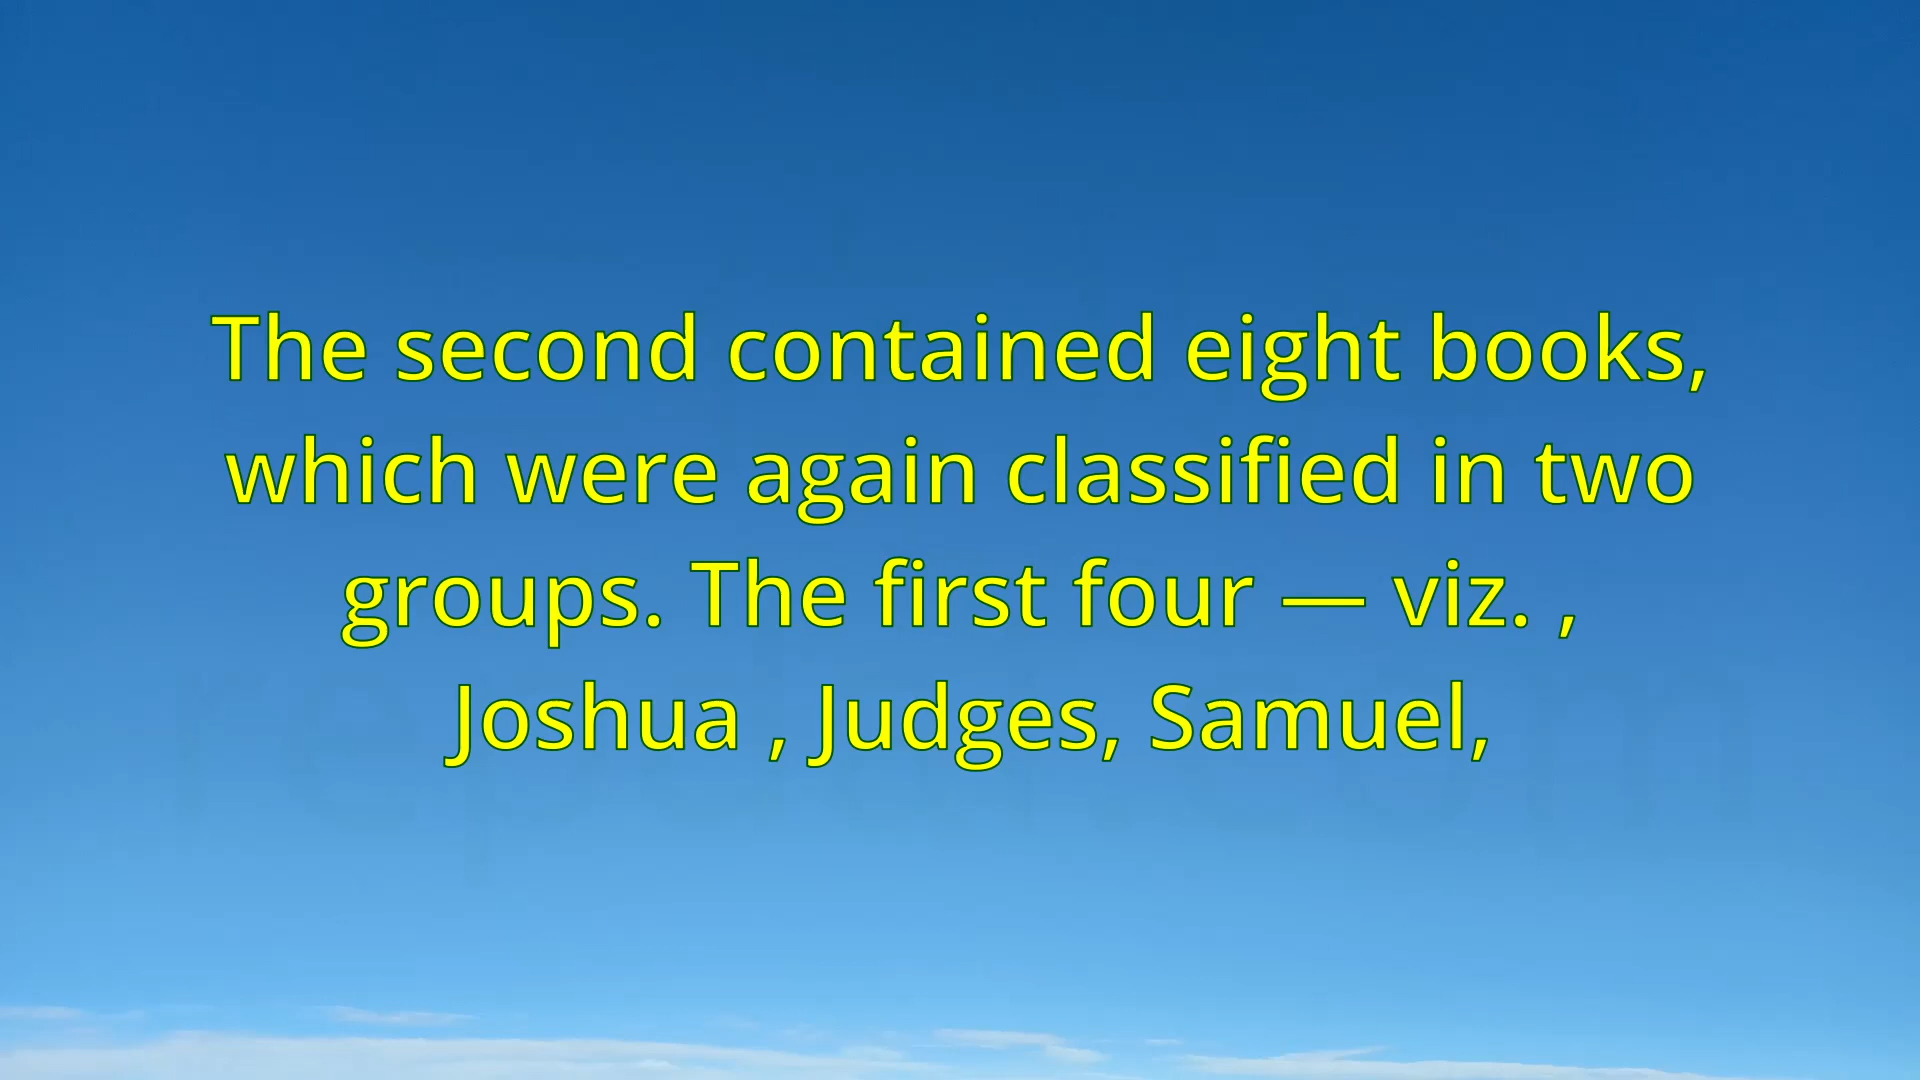 The second contained eight books,
which were again classified in two
groups. The first four — viz. ,
Joshua , Judges, Samuel,